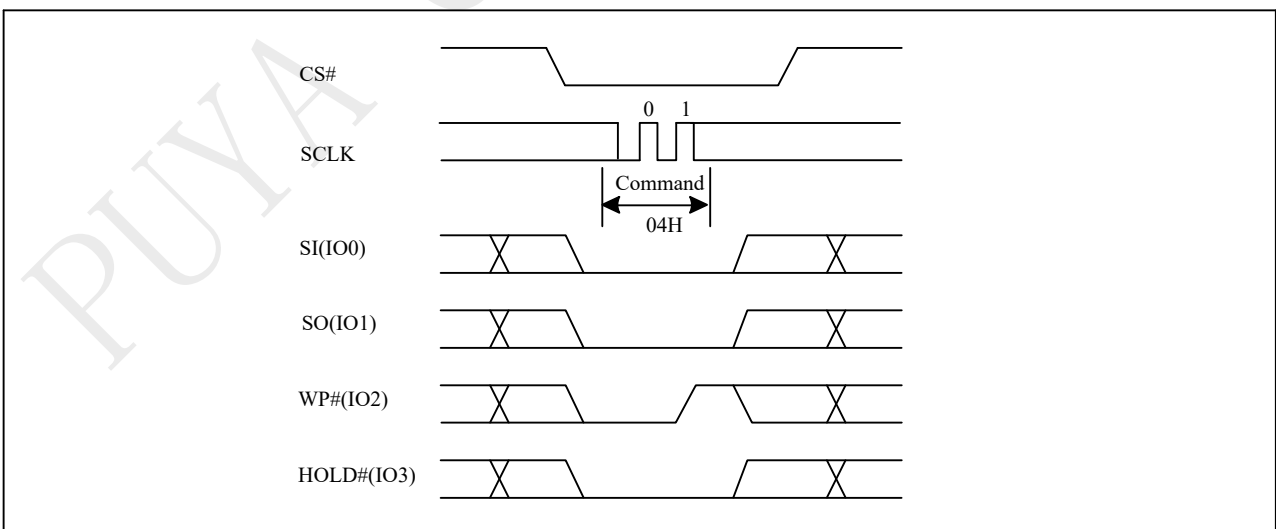 PUYA
CS#
0 1
SCLK
Command
04H
SI(IO0)
SO(IO1)
WP#(IO2)
HOLD#(IO3)